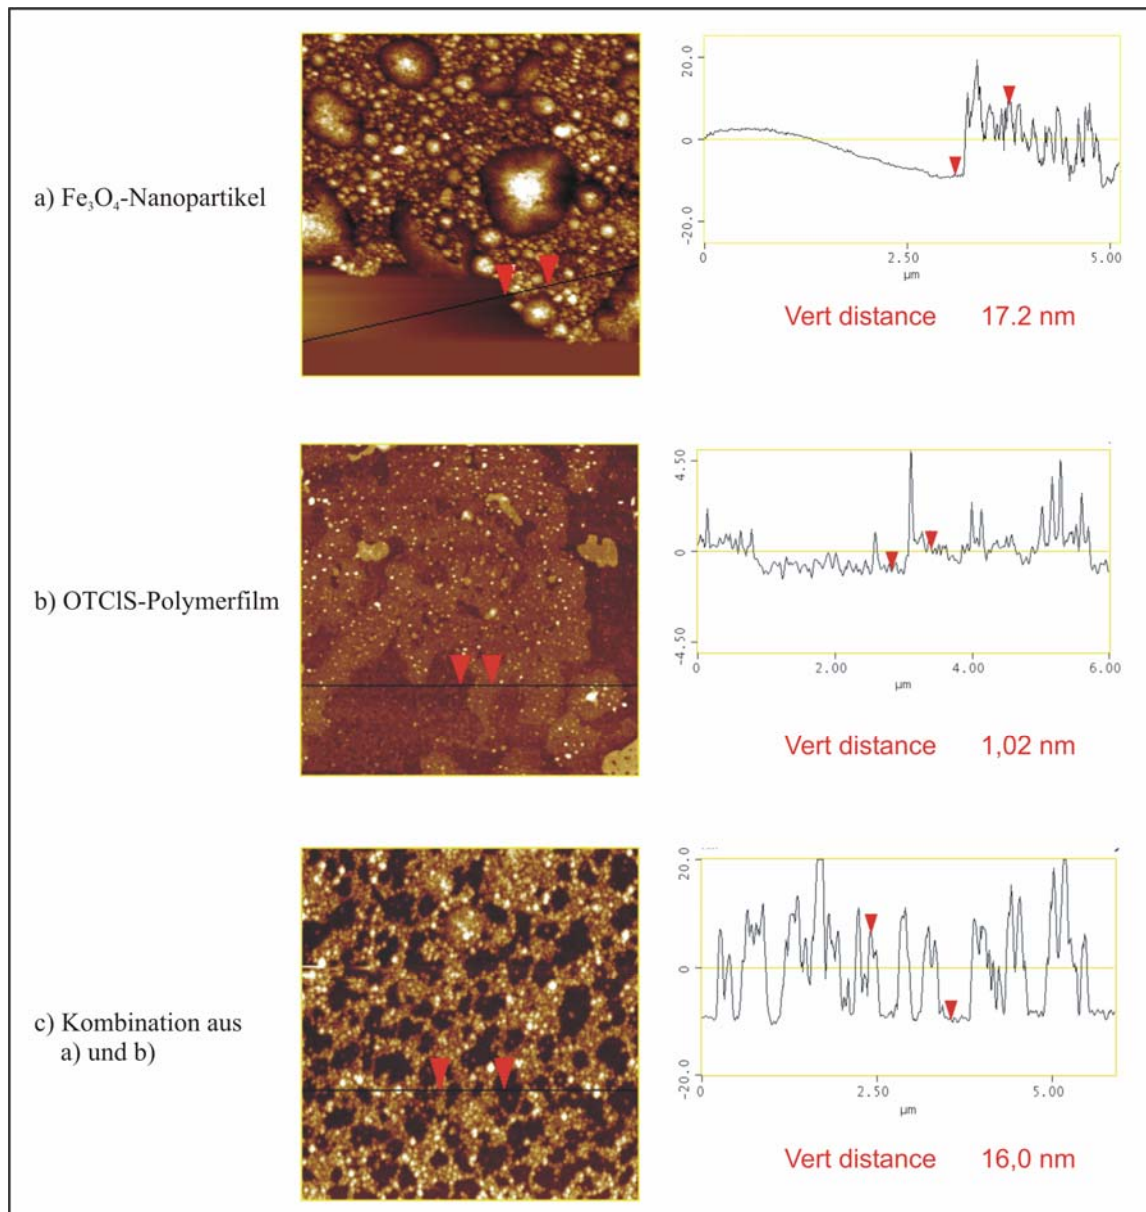 a) Fe₃O₄-Nanopartikel
20.0
0
-20.0
0
2.50
5.00
µm
Vert distance 17.2 nm
b) OTClS-Polymerfilm
4.50
0
-4.50
0
2.00
4.00
6.00
µm
Vert distance 1,02 nm
c) Kombination aus
a) und b)
20.0
0
-20.0
0
2.50
5.00
µm
Vert distance 16,0 nm